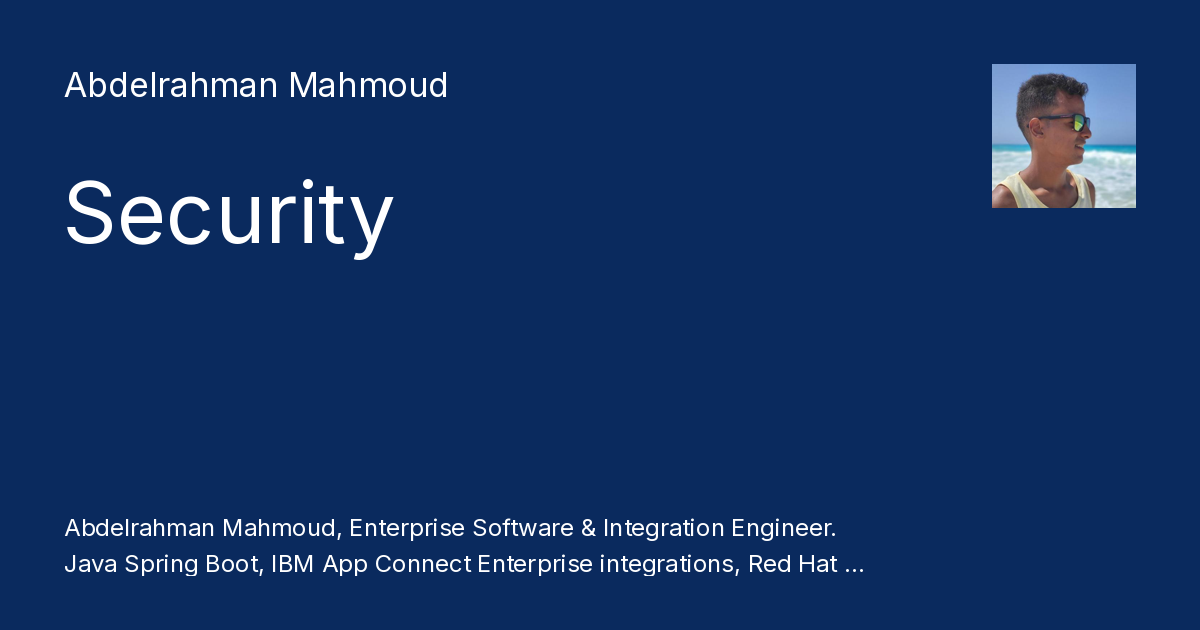 Abdelrahman Mahmoud
Security
Abdelrahman Mahmoud, Enterprise Software & Integration Engineer.
Java Spring Boot, IBM App Connect Enterprise integrations, Red Hat ...